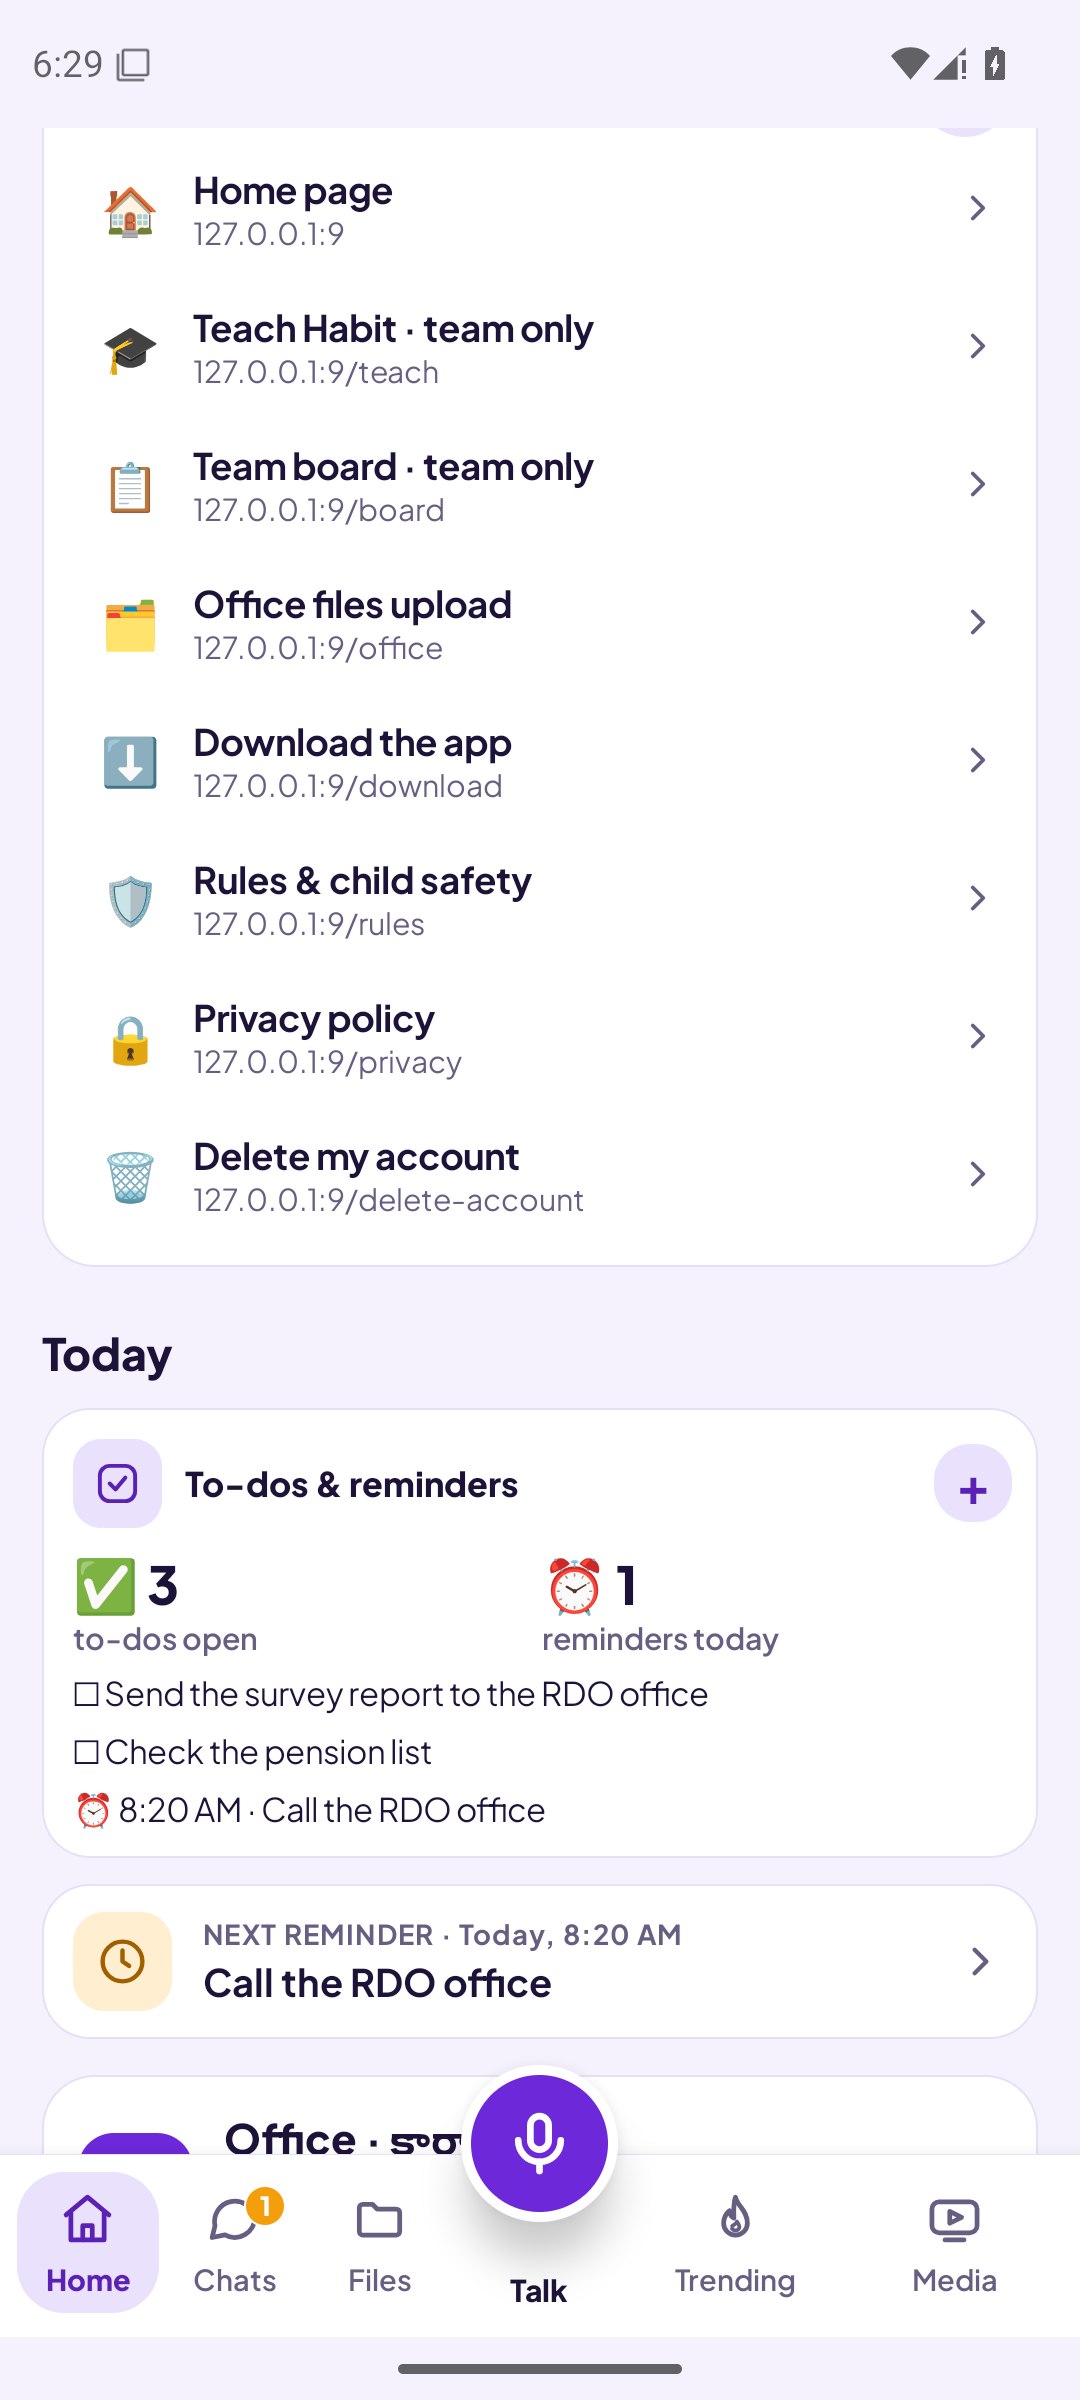 6:29
Home page
127.0.0.1:9
Teach Habit · team only
127.0.0.1:9/teach
Team board · team only
127.0.0.1:9/board
Office files upload
127.0.0.1:9/office
Download the app
127.0.0.1:9/download
Rules & child safety
127.0.0.1:9/rules
Privacy policy
127.0.0.1:9/privacy
Delete my account
127.0.0.1:9/delete-account
Today
To-dos & reminders
+
✅ 3
⏰ 1
to-dos open
reminders today
☐ Send the survey report to the RDO office
☐ Check the pension list
⏰ 8:20 AM · Call the RDO office
NEXT REMINDER · Today, 8:20 AM
Call the RDO office
Office ·
1
Home
Chats
Files
Talk
Trending
Media